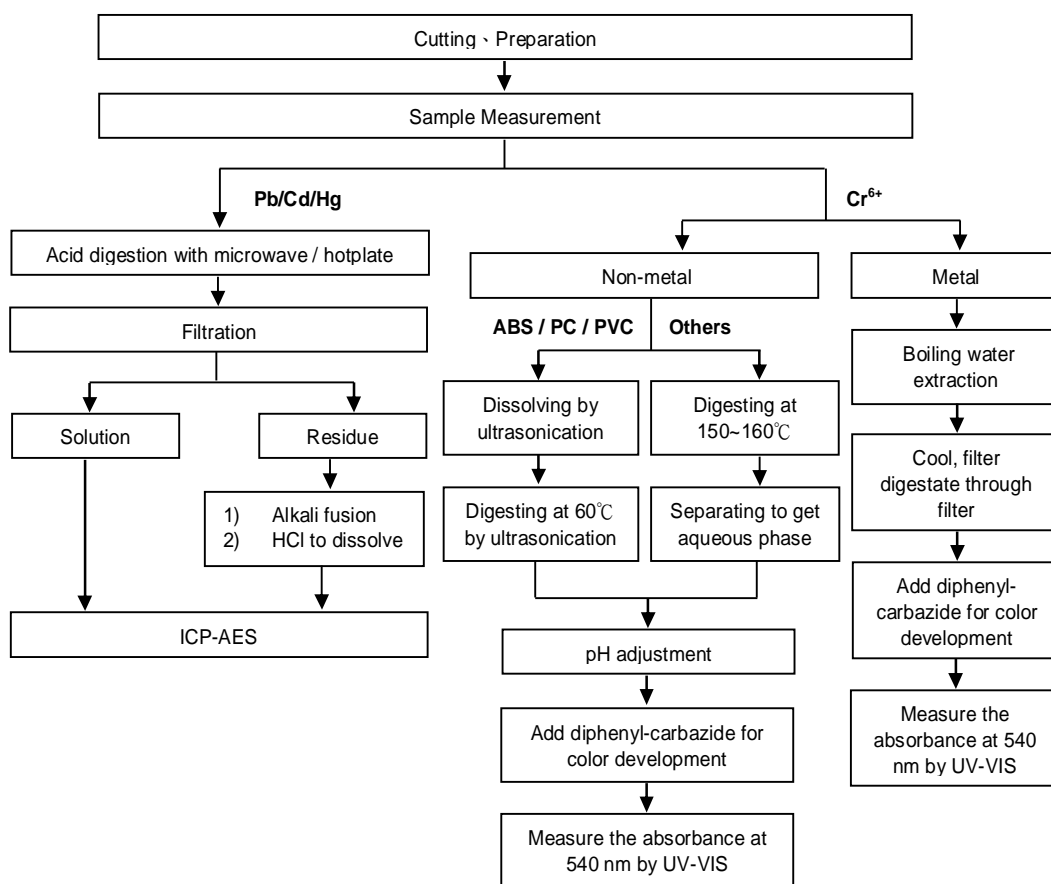 Cutting、Preparation
Sample Measurement
Pb/Cd/Hg
Cr⁶⁺
Acid digestion with microwave / hotplate
Filtration
Solution
Residue
1) Alkali fusion
2) HCl to dissolve
ICP-AES
Non-metal
ABS / PC / PVC
Others
Dissolving by
ultrasonication
Digesting at 60℃
by ultrasonication
Digesting at
150~160℃
Separating to get
aqueous phase
pH adjustment
Add diphenyl-carbazide for
color development
Measure the absorbance at
540 nm by UV-VIS
Metal
Boiling water
extraction
Cool, filter
digestate through
filter
Add diphenyl-
carbazide for color
development
Measure the
absorbance at 540
nm by UV-VIS